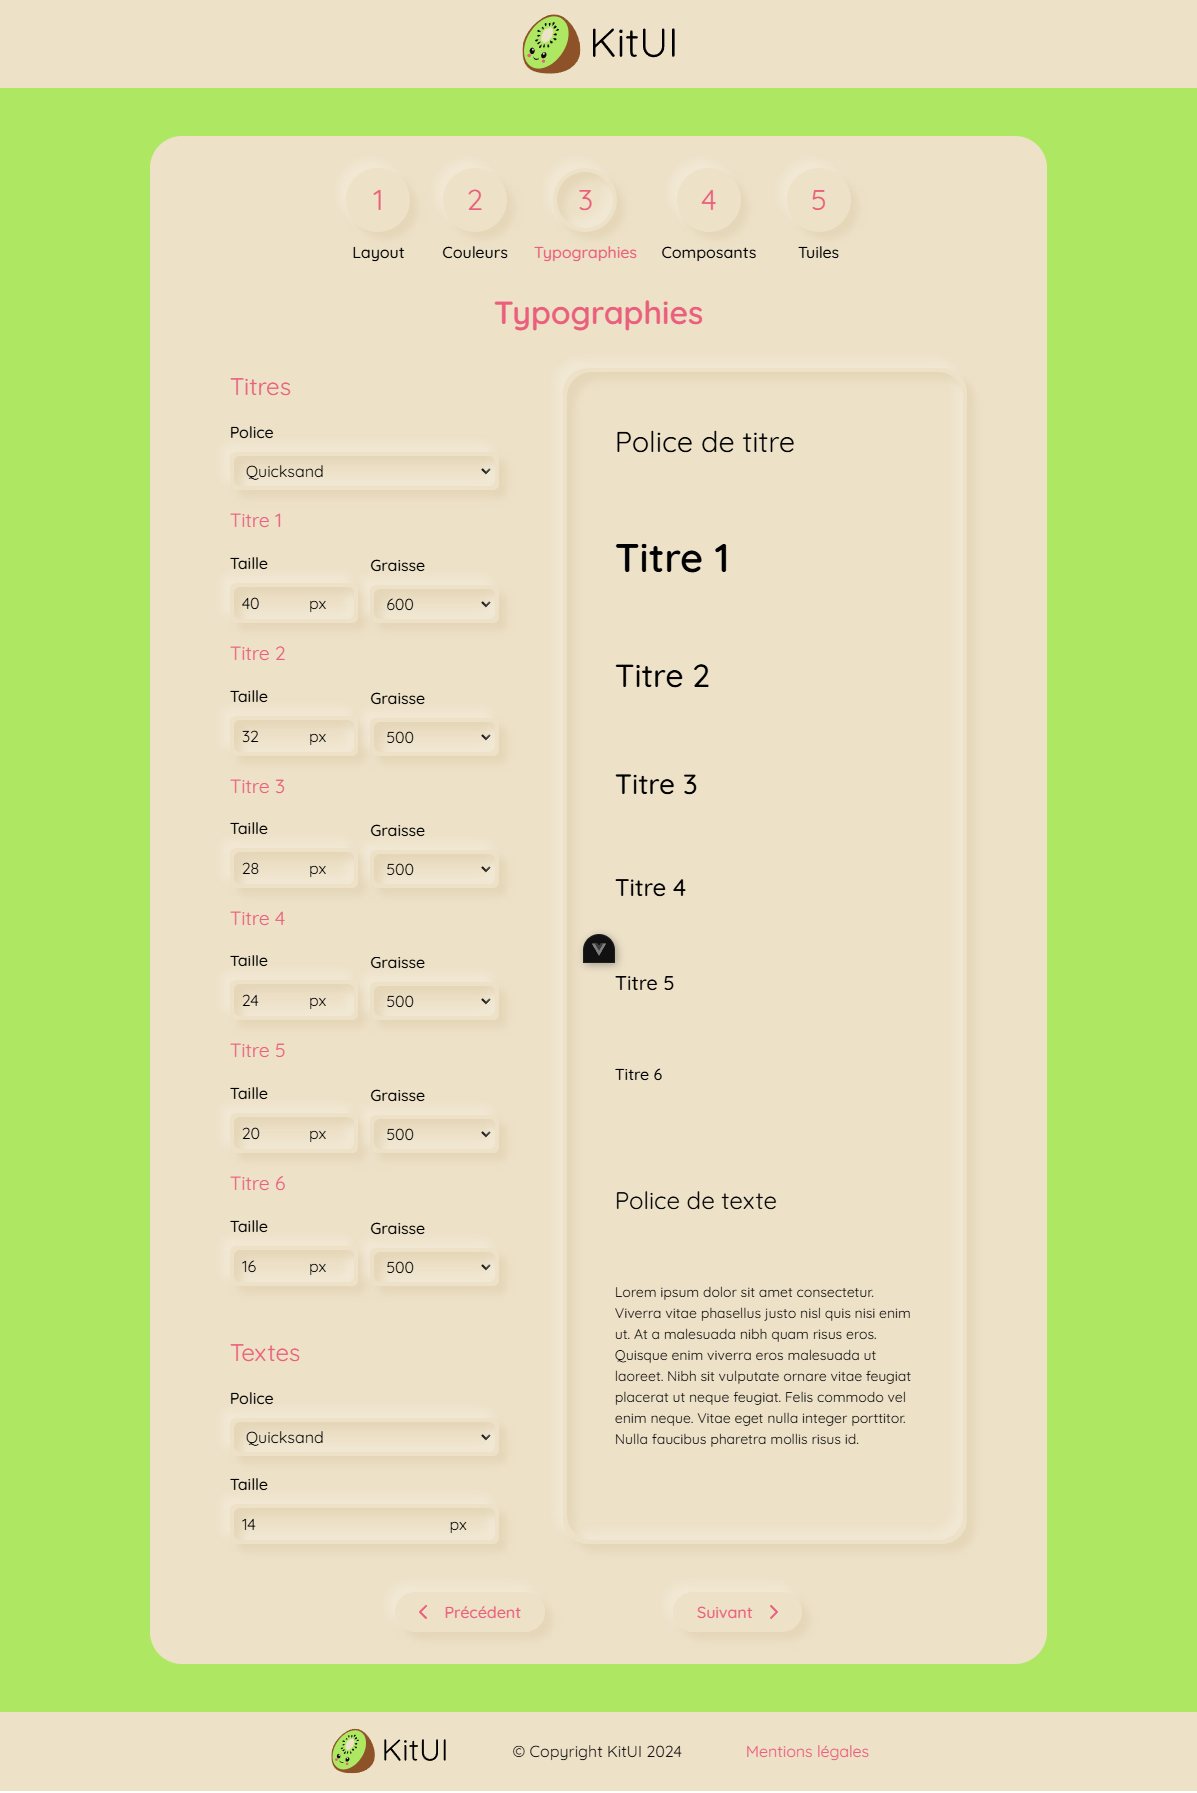 KitUI
1 2 3 4 5
Layout Couleurs Typographies Composants Tuiles
Typographies
Titres
Police
Quicksand
Titre 1
Taille Graisse
40 px 600
Titre 2
Taille Graisse
32 px 500
Titre 3
Taille Graisse
28 px 500
Titre 4
Taille Graisse
24 px 500
Titre 5
Taille Graisse
20 px 500
Titre 6
Taille Graisse
16 px 500
Textes
Police
Quicksand
Taille
14 px
Police de titre
Titre 1
Titre 2
Titre 3
Titre 4
Titre 5
Titre 6
Police de texte
Lorem ipsum dolor sit amet consectetur.
Viverra vitae phasellus justo nisl quis nisi enim
ut. At a malesuada nibh quam risus eros.
Quisque enim viverra eros malesuada ut
laoreet. Nibh sit vulputate ornare vitae feugiat
placerat ut neque feugiat. Felis commodo vel
enim neque. Vitae eget nulla integer porttitor.
Nulla faucibus pharetra mollis risus id.
Précédent Suivant
KitUI © Copyright KitUI 2024 Mentions légales